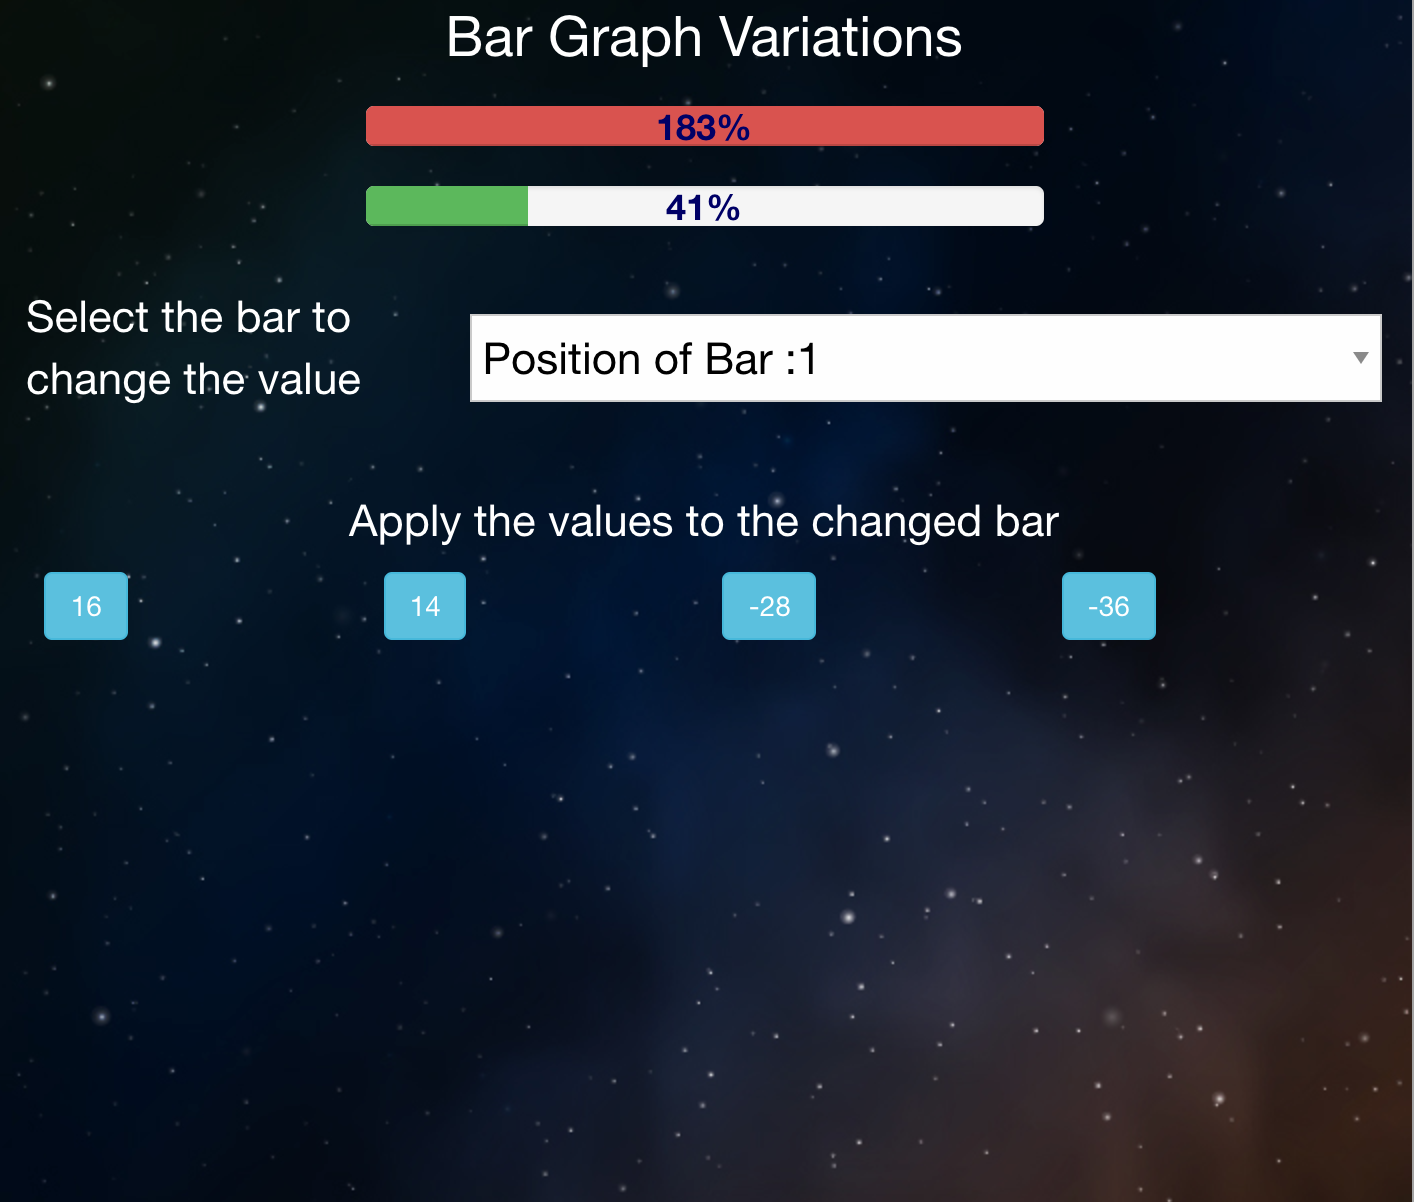 Bar Graph Variations
183%
41%
Select the bar to
change the value
Position of Bar :1
Apply the values to the changed bar
16 14 -28 -36